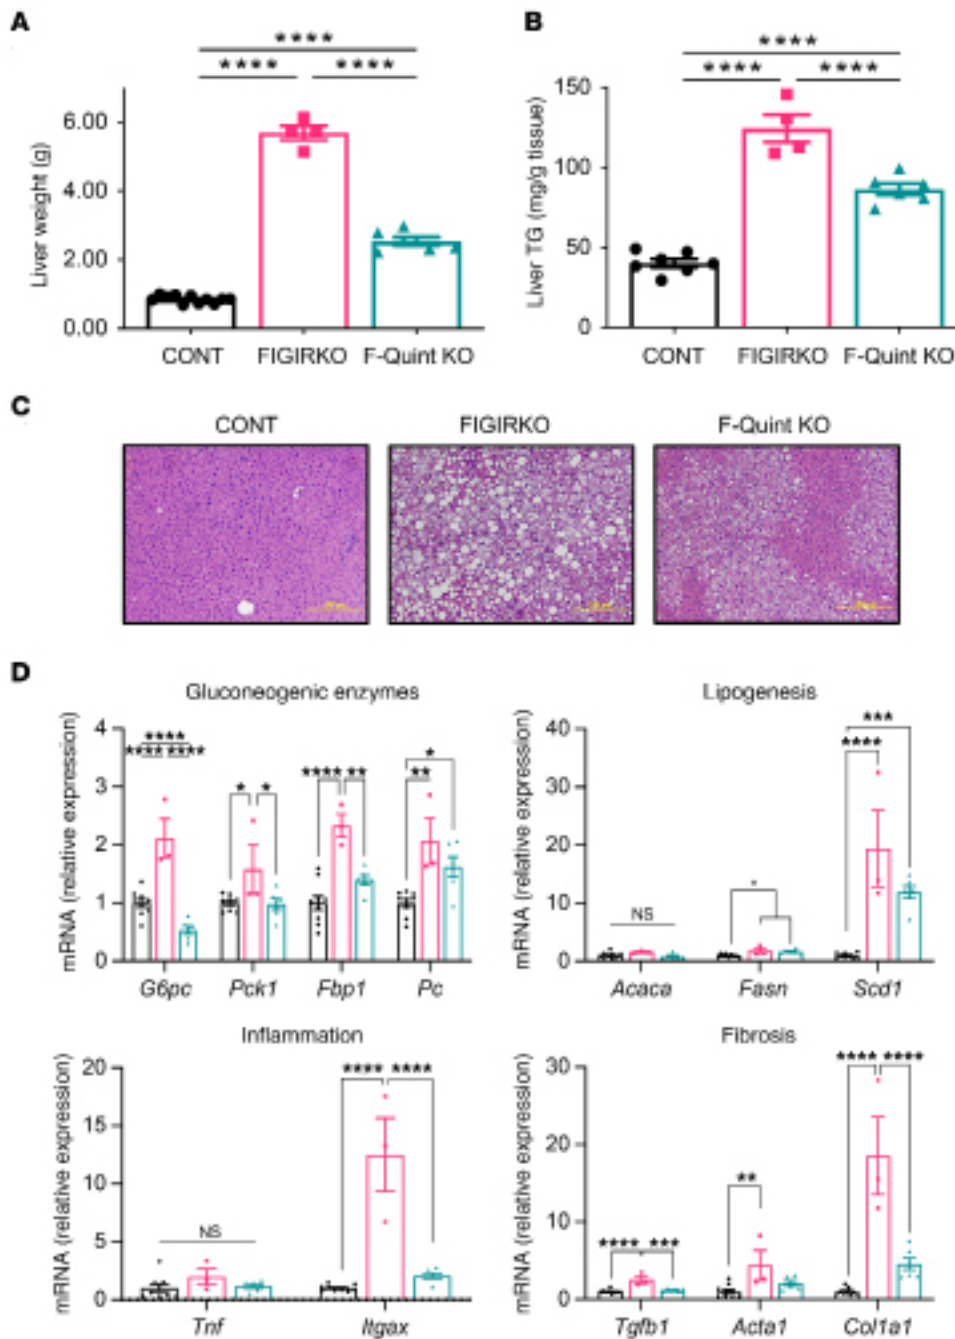 A
B
****
****
****
****
****
****
Liver weight (g)
6.00
4.00
2.00
0.00
CONT
FIGIRKO
F-Quint KO
Liver TG (mg/g tissue)
150
100
50
0
CONT
FIGIRKO
F-Quint KO
C
CONT
FIGIRKO
F-Quint KO
D
Gluconeogenic enzymes
mRNA (relative expression)
4
3
2
1
0
****
****
****
*
*
****
**
**
*
G6pc
Pck1
Fbp1
Pc
Lipogenesis
mRNA (relative expression)
40
30
20
10
0
NS
*
****
***
Acaca
Fasn
Scd1
Inflammation
mRNA (relative expression)
20
15
10
5
0
NS
****
****
Tnf
Itgax
Fibrosis
mRNA (relative expression)
30
20
10
0
****
***
**
****
****
Tgfb1
Acta1
Col1a1